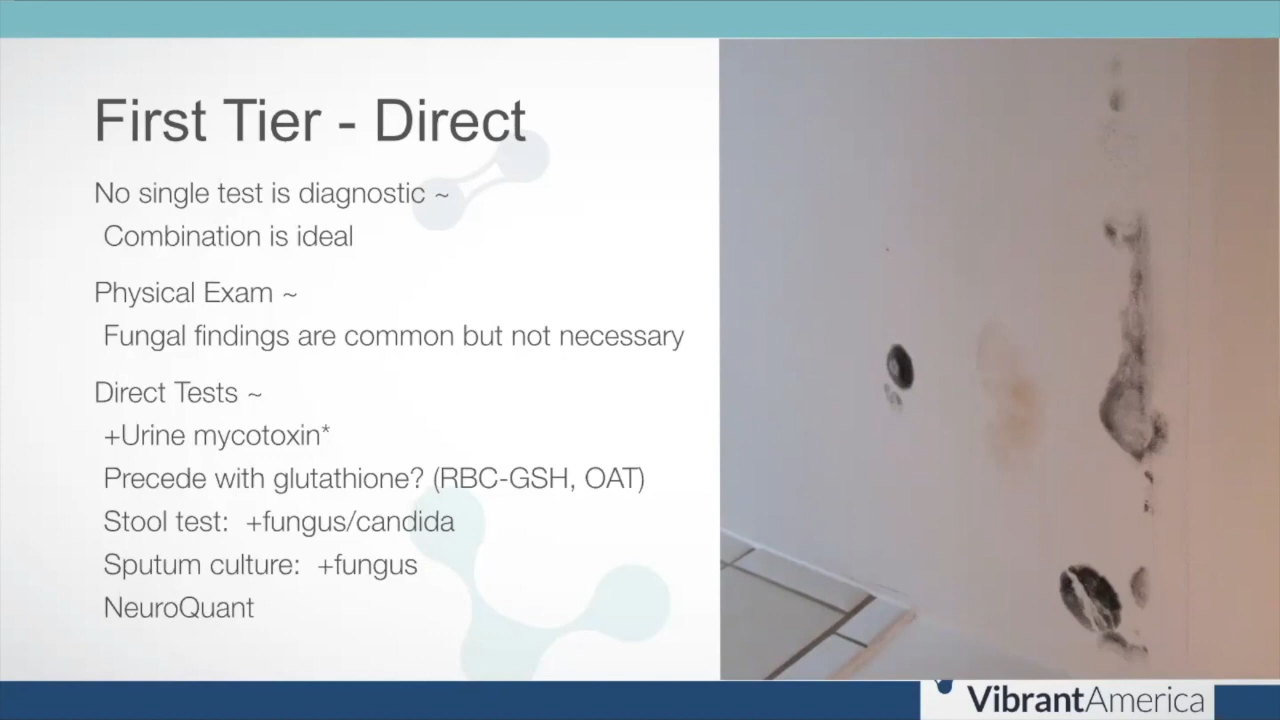 First Tier - Direct
No single test is diagnostic ~
Combination is ideal
Physical Exam ~
Fungal findings are common but not necessary
Direct Tests ~
+Urine mycotoxin*
Precede with glutathione? (RBC-GSH, OAT)
Stool test:  +fungus/candida
Sputum culture:  +fungus
NeuroQuant
VibrantAmerica